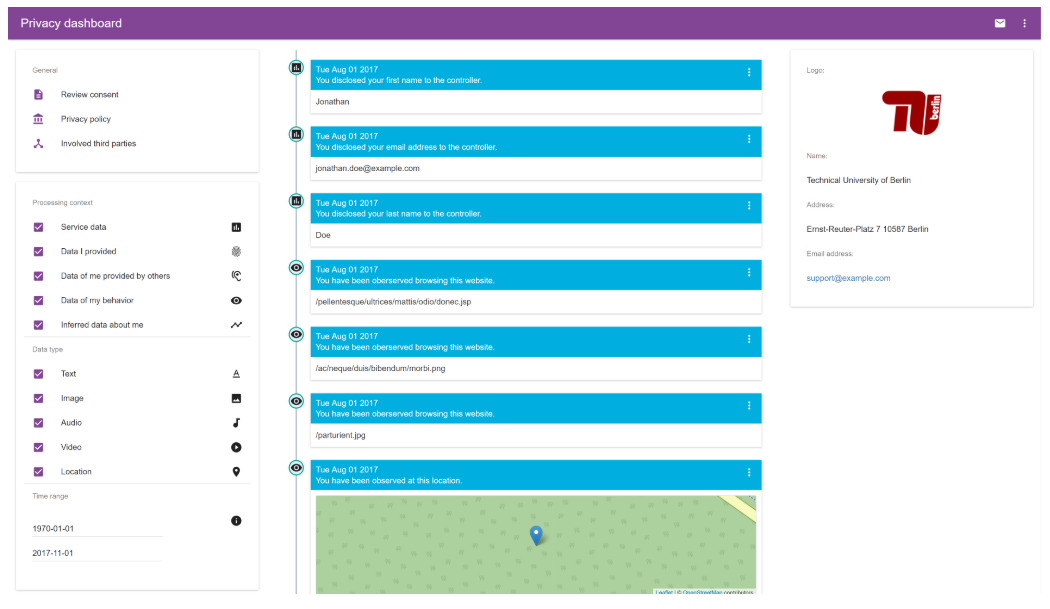 Privacy dashboard
General
Review consent
Privacy policy
Involved third parties
Processing context
Service data
Data I provided
Data of me provided by others
Data of my behavior
Inferred data about me
Data type
Text
Image
Audio
Video
Location
Time range
1970-01-01
2017-11-01
Tue Aug 01 2017
You disclosed your first name to the controller.
Jonathan
Tue Aug 01 2017
You disclosed your email address to the controller.
jonathan.doe@example.com
Tue Aug 01 2017
You disclosed your last name to the controller.
Doe
Tue Aug 01 2017
You have been oberserved browsing this website.
/pellentesque/ultrices/mattis/odio/donec.jsp
Tue Aug 01 2017
You have been oberserved browsing this website.
/ac/neque/duis/bibendum/morbi.png
Tue Aug 01 2017
You have been oberserved browsing this website.
/parturient.jpg
Tue Aug 01 2017
You have been observed at this location.
Leaflet | © OpenStreetMap contributors
Logo:
TU berlin
Name:
Technical University of Berlin
Address:
Ernst-Reuter-Platz 7 10587 Berlin
Email address:
support@example.com